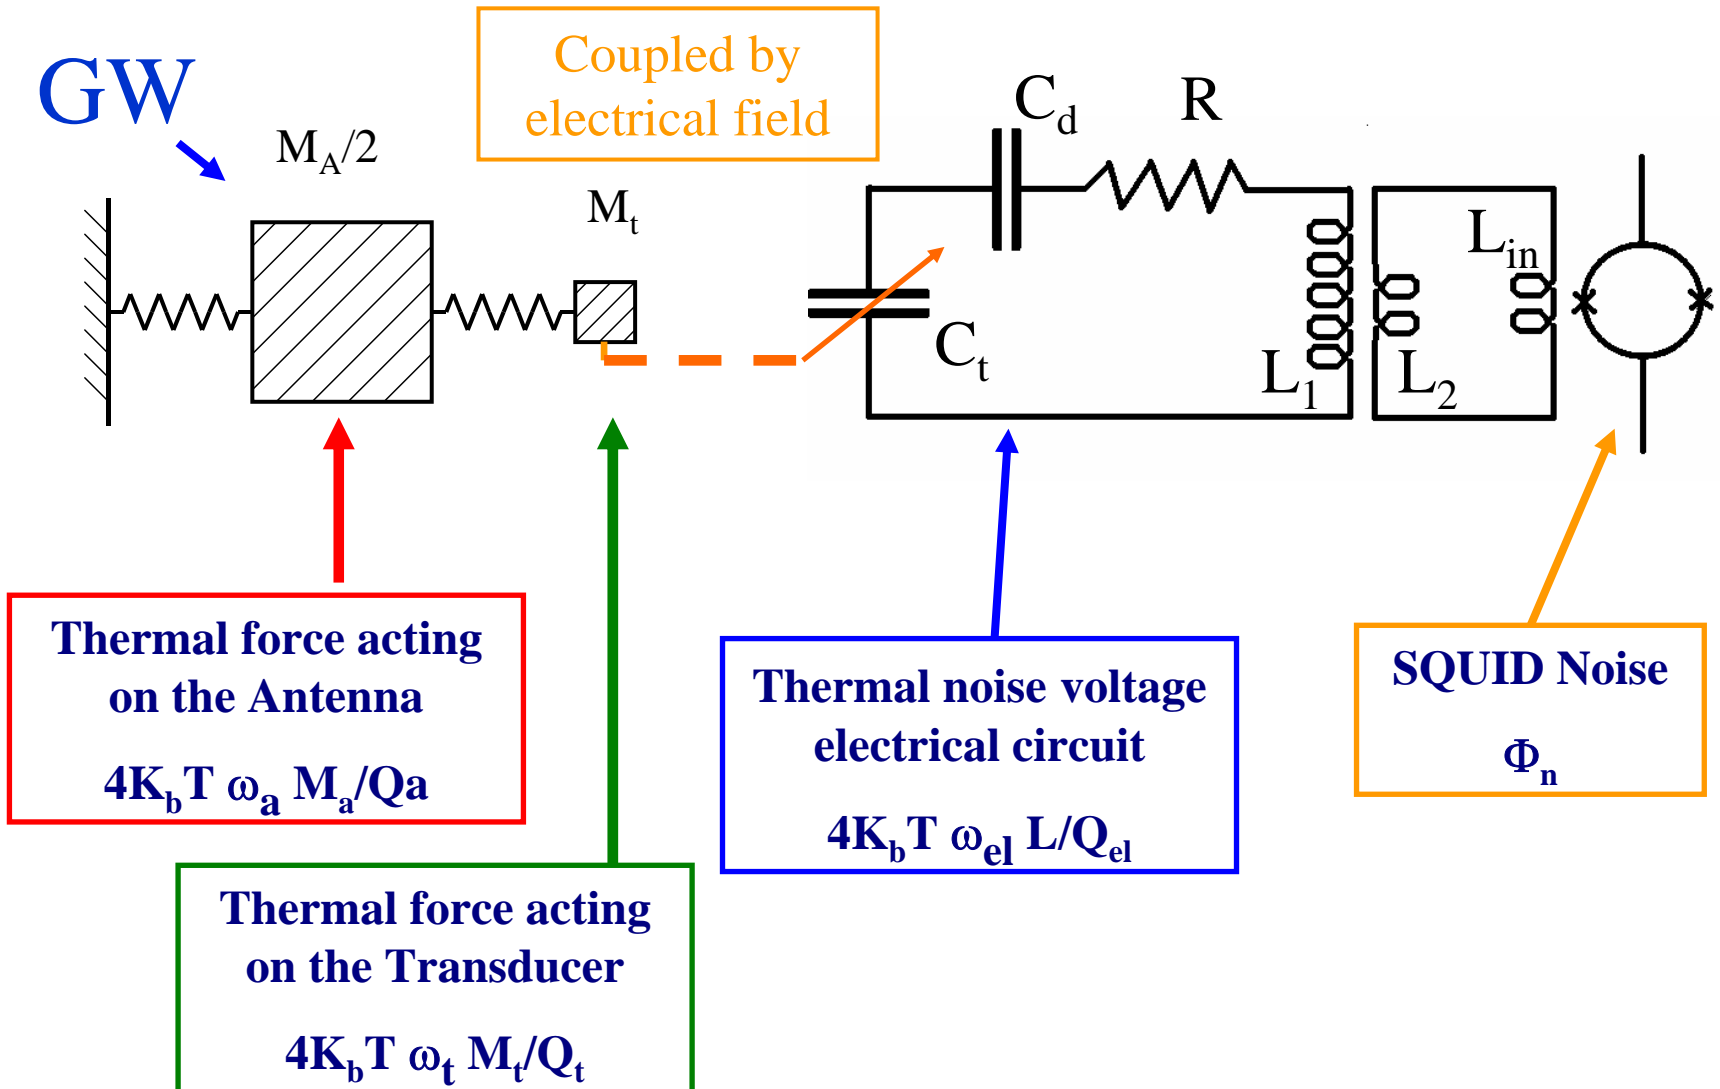 GW
Coupled by
electrical field
M_A/2
M_t
C_d
R
C_t
L_1
L_2
L_in
Thermal force acting
on the Antenna
4K_bT ω_a M_a/Qa
Thermal force acting
on the Transducer
4K_bT ω_t M_t/Q_t
Thermal noise voltage
electrical circuit
4K_bT ω_el L/Q_el
SQUID Noise
Φ_n